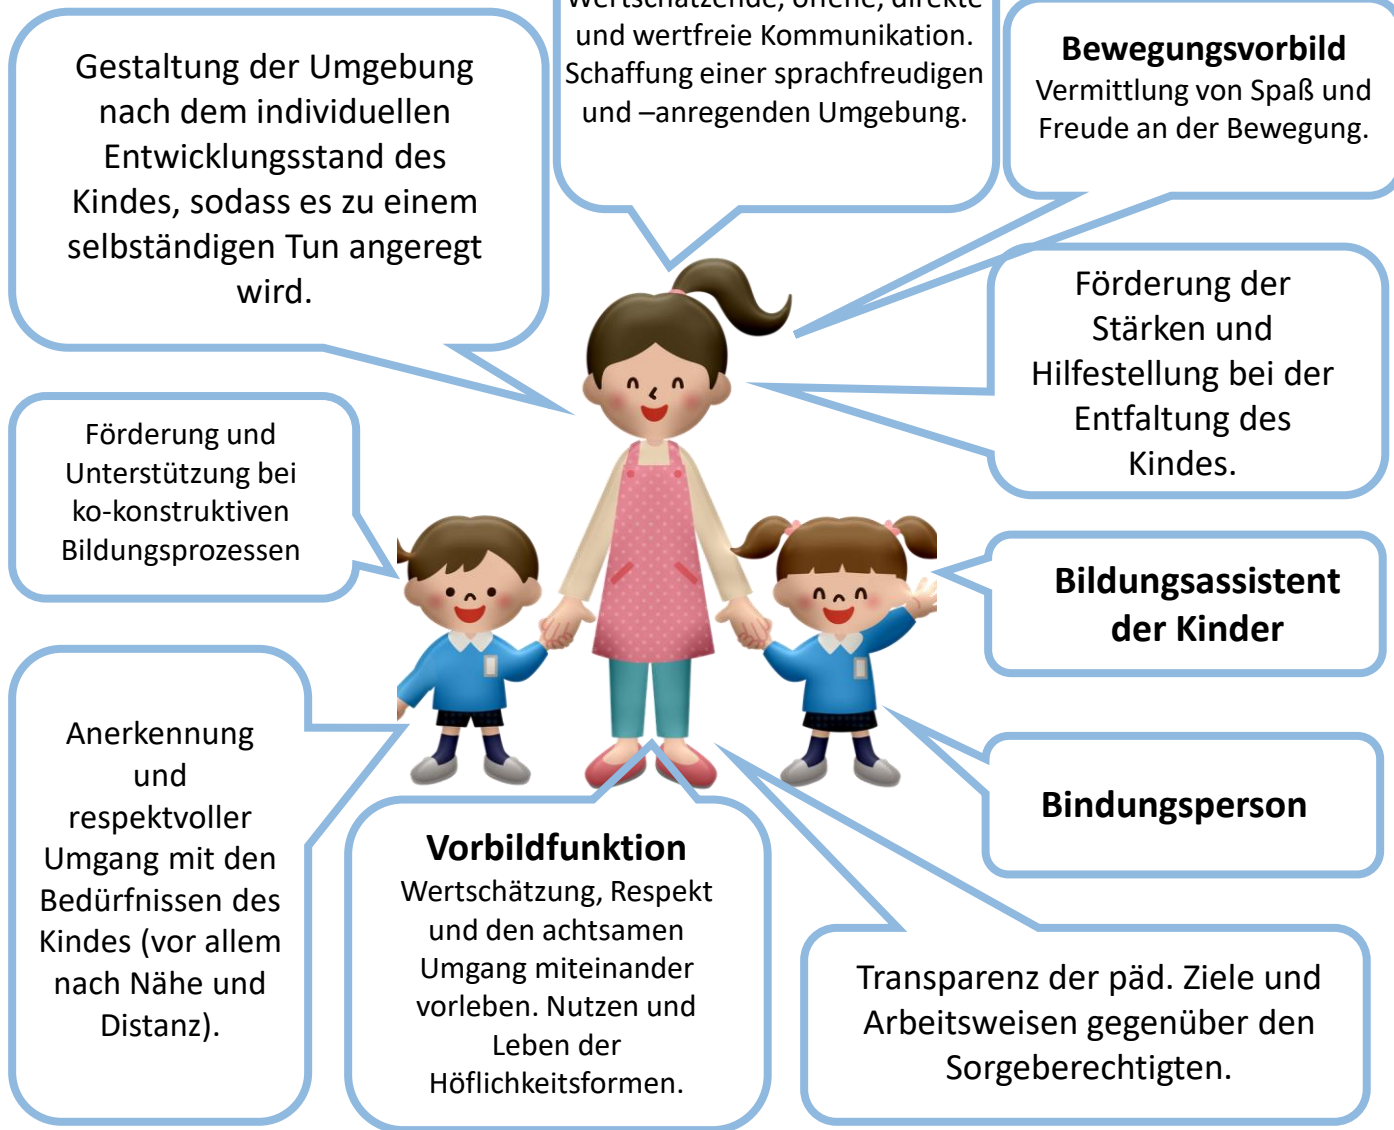 Gestaltung der Umgebung
nach dem individuellen
Entwicklungsstand des
Kindes, sodass es zu einem
selbständigen Tun angeregt
wird.
Wertschätzende, offene, direkte
und wertfreie Kommunikation.
Schaffung einer sprachfreudigen
und –anregenden Umgebung.
Bewegungsvorbild
Vermittlung von Spaß und
Freude an der Bewegung.
Förderung der
Stärken und
Hilfestellung bei der
Entfaltung des
Kindes.
Förderung und
Unterstützung bei
ko-konstruktiven
Bildungsprozessen
Bildungsassistent
der Kinder
Anerkennung
und
respektvoller
Umgang mit den
Bedürfnissen des
Kindes (vor allem
nach Nähe und
Distanz).
Bindungsperson
Vorbildfunktion
Wertschätzung, Respekt
und den achtsamen
Umgang miteinander
vorleben. Nutzen und
Leben der
Höflichkeitsformen.
Transparenz der päd. Ziele und
Arbeitsweisen gegenüber den
Sorgeberechtigten.